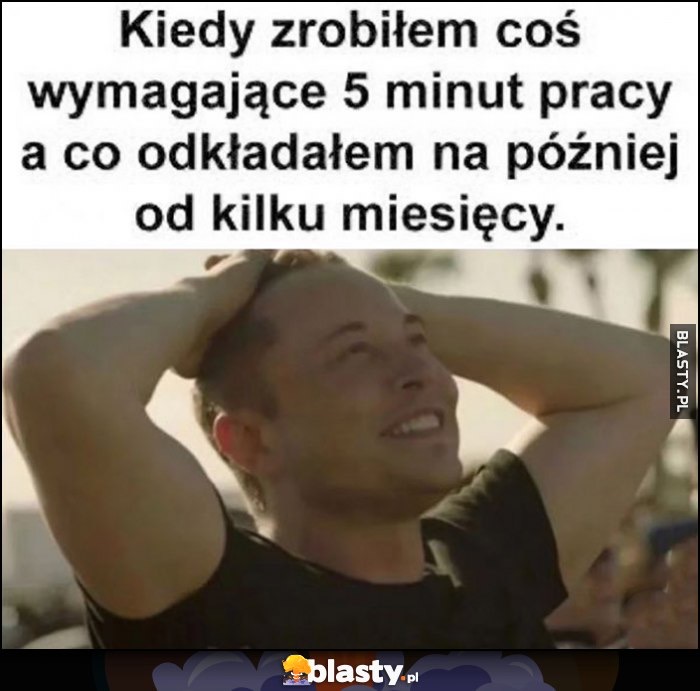 Kiedy zrobiłem coś
wymagające 5 minut pracy
a co odkładałem na później
od kilku miesięcy.
BLASTY.PL
blasty.pl